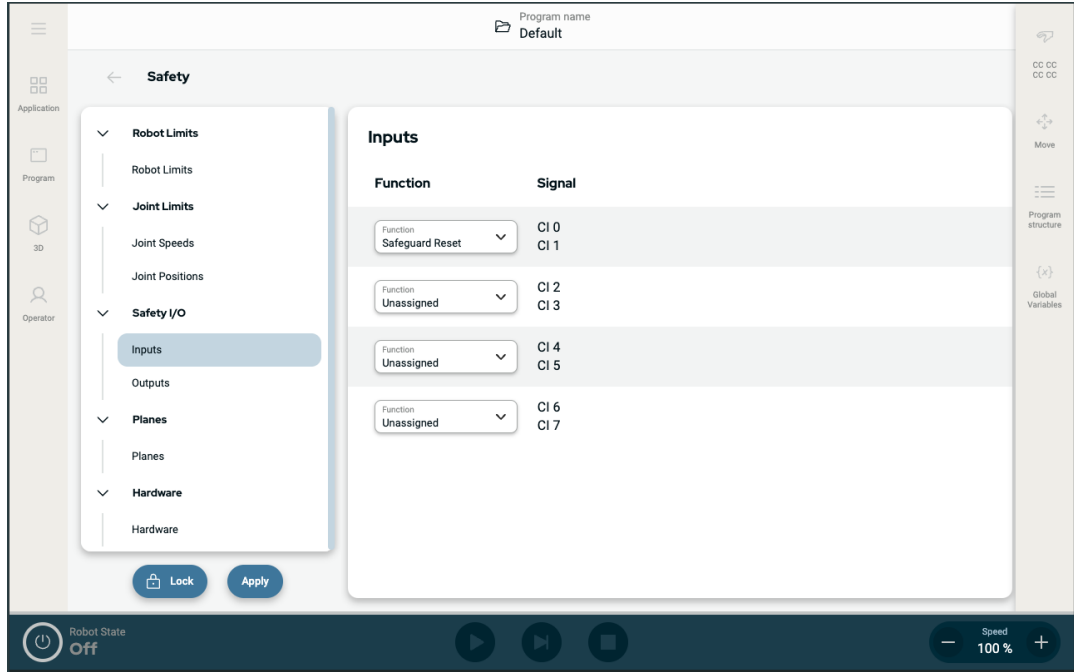 Program name
Default
Application
Program
3D
Operator
Safety
Robot Limits
Robot Limits
Joint Limits
Joint Speeds
Joint Positions
Safety I/O
Inputs
Outputs
Planes
Planes
Hardware
Hardware
Lock
Apply
Inputs
Function Signal
Function
Safeguard Reset
CI 0
CI 1
Function
Unassigned
CI 2
CI 3
Function
Unassigned
CI 4
CI 5
Function
Unassigned
CI 6
CI 7
CC CC
CC CC
Move
Program
structure
{x}
Global
Variables
Robot State
Off
Speed
100 %